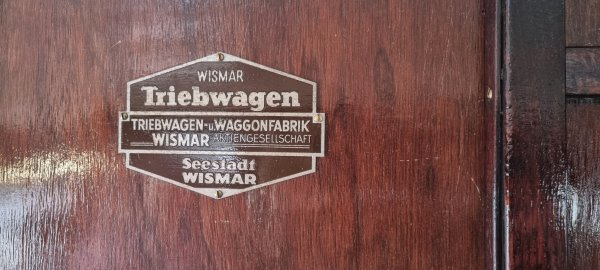 WISMAR
Triebwagen
TRIEBWAGEN-u.WAGGONFABRIK
WISMAR AKTIENGESELLSCHAFT
Seestadt
WISMAR